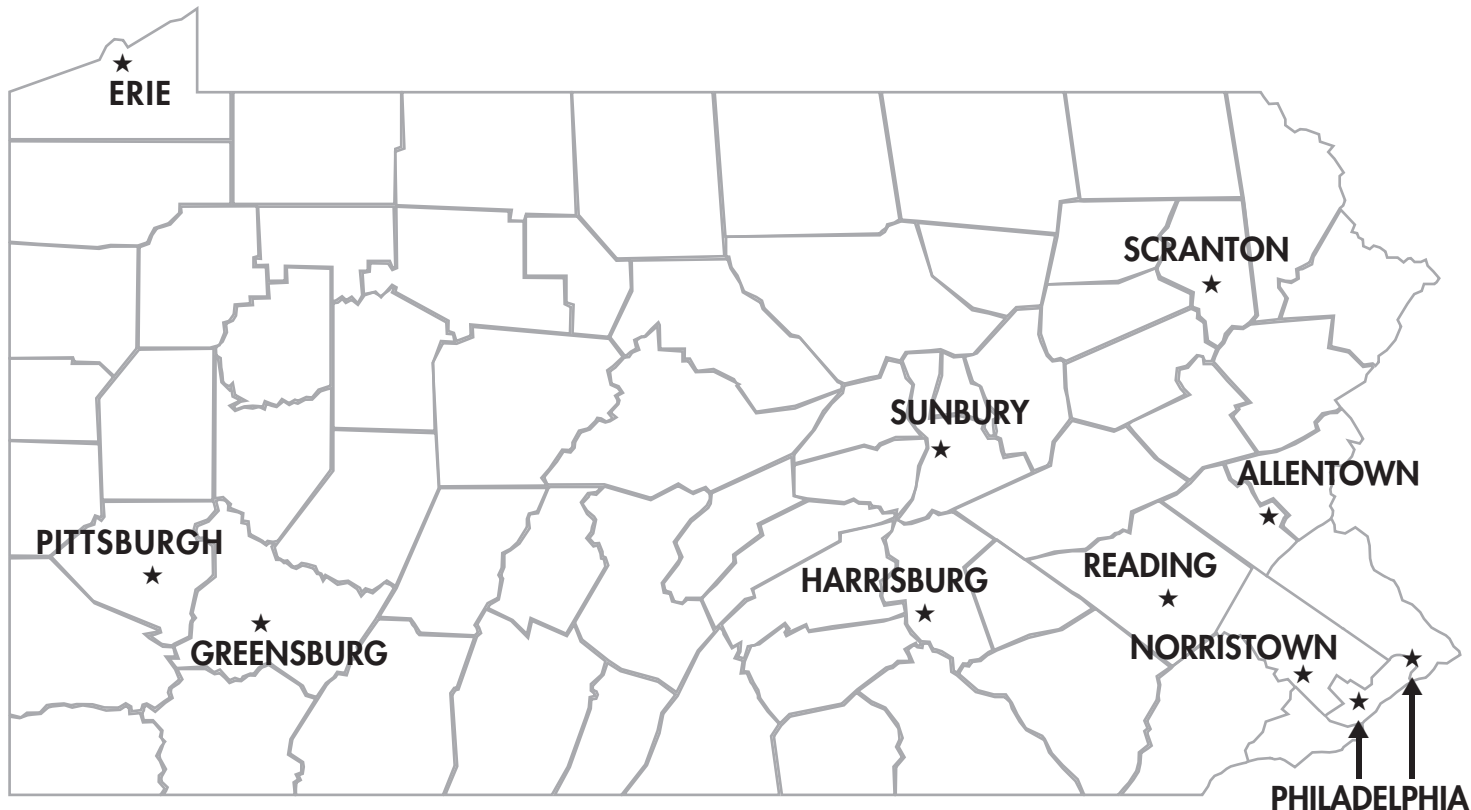 ERIE
SCRANTON
SUNBURY
ALLENTOWN
PITTSBURGH
READING
HARRISBURG
NORRISTOWN
GREENSBURG
PHILADELPHIA